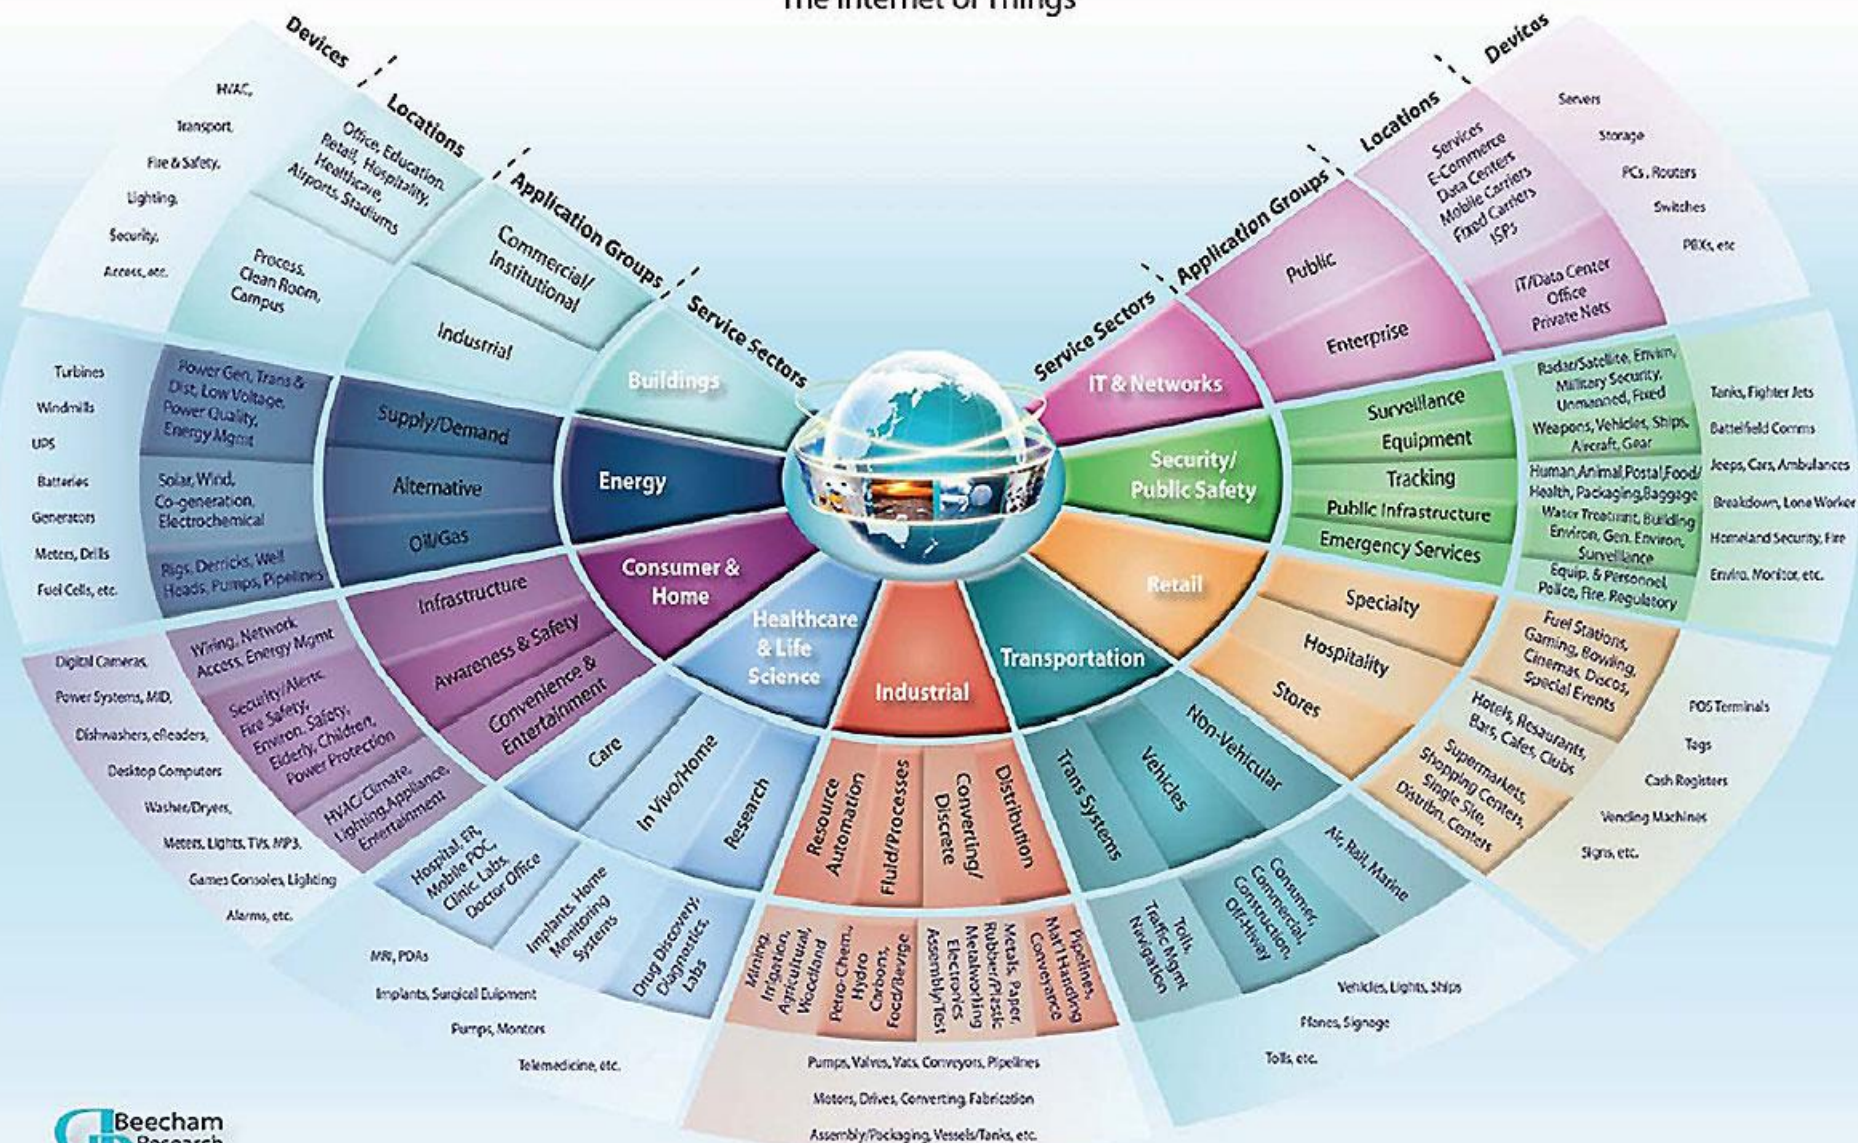 The Internet of Things
Devices
Locations
Application Groups
Service Sectors
Devices
Locations
Application Groups
Service Sectors
HVAC,
Transport,
Fire & Safety,
Lighting,
Security,
Access, etc.
Office, Education,
Retail, Hospitality,
Healthcare,
Airports, Stadiums
Process,
Clean Room,
Campus
Commercial/
Institutional
Industrial
Buildings
Turbines
Windmills
UPS
Batteries
Generators
Meters, Drills
Fuel Cells, etc.
Power Gen, Trans &
Dist, Low Voltage,
Power Quality,
Energy Mgmt
Solar, Wind,
Co-generation,
Electrochemical
Rigs, Derricks, Well
Heads, Pumps, Pipelines
Supply/Demand
Alternative
Oil/Gas
Energy
Digital Cameras,
Power Systems, MID,
Dishwashers, eReaders,
Desktop Computers
Washer/Dryers,
Meters, Lights, TVs, MP3,
Games Consoles, Lighting
Alarms, etc.
Wiring, Network
Access, Energy Mgmt
Security/Alerts,
Fire Safety,
Environ. Safety,
Elderly, Children,
Power Protection
HVAC/Climate,
Lighting, Appliance,
Entertainment
Infrastructure
Awareness & Safety
Convenience &
Entertainment
Consumer &
Home
MRI, PDAs
Implants, Surgical Euipment
Pumps, Montors
Telemedicine, etc.
Hospital, ER,
Mobile POC,
Clinic, Labs,
Doctor Office
Implants, Home
Monitoring
Systems
Drug Discovery,
Diagnostics,
Labs
Care
In Vivo/Home
Research
Healthcare
& Life
Science
Industrial
Resource
Automation
Fluid/Processes
Converting/
Discrete
Distribution
Mining,
Irrigation,
Agricultural,
Woodland
Petro-Chem.,
Hydro
Carbons,
Food/Bevrge
Metals, Paper,
Rubber/Plastic
Metalworking
Electronics
Assembly/Test
Pipelines,
Mat'l Handling
Conveyance
Pumps, Valves, Vats, Conveyors, Pipelines
Motors, Drives, Converting, Fabrication
Assembly/Packaging, Vessels/Tanks, etc.
Transportation
Trans Systems
Vehicles
Non-Vehicular
Tolls,
Traffic Mgmt
Navigation
Consumer,
Commercial,
Construction,
Off-Hiway
Air, Rail, Marine
Vehicles, Lights, Ships
Planes, Signage
Tolls, etc.
Retail
Specialty
Hospitality
Stores
Fuel Stations,
Gaming, Bowling,
Cinemas, Discos,
Special Events
Hotels, Resaurants,
Bars, Cafes, Clubs
Supermarkets,
Shopping Centers,
Single Site,
Distribn, Centers
POS Terminals
Tags
Cash Registers
Vending Machines
Signs, etc.
Security/
Public Safety
Surveillance
Equipment
Tracking
Public Infrastructure
Emergency Services
Radar/Satellite, Envirn,
Military Security,
Unmanned, Fixed
Weapons, Vehicles, Ships,
Aircraft, Gear
Human, Animal, Postal, Food/
Health, Packaging, Baggage
Water Treatmnt, Building
Environ, Gen. Environ,
Surveillance
Equip. & Personnel,
Police, Fire, Regulatory
Tanks, Fighter Jets
Battelfield Comms
Jeeps, Cars, Ambulances
Breakdown, Lone Worker
Homeland Security, Fire
Enviro. Monitor, etc.
IT & Networks
Public
Enterprise
Services
E-Commerce
Data Centers
Mobile Carriers
Fixed Carriers
ISPs
IT/Data Center
Office
Private Nets
Servers
Storage
PCs, Routers
Switches
PBXs, etc
Beecham
Research